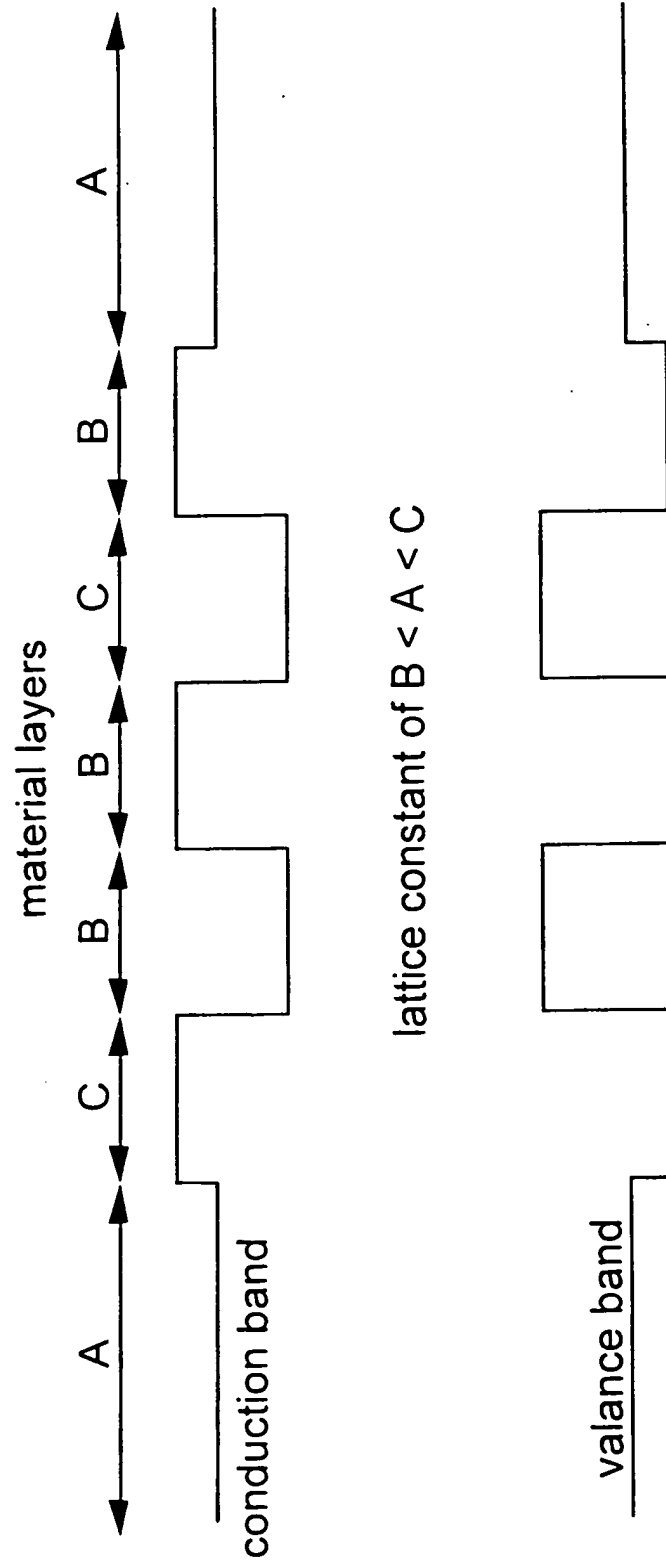 material layers
A
C
B
B
C
B
A
conduction band
lattice constant of B < A < C
valance band